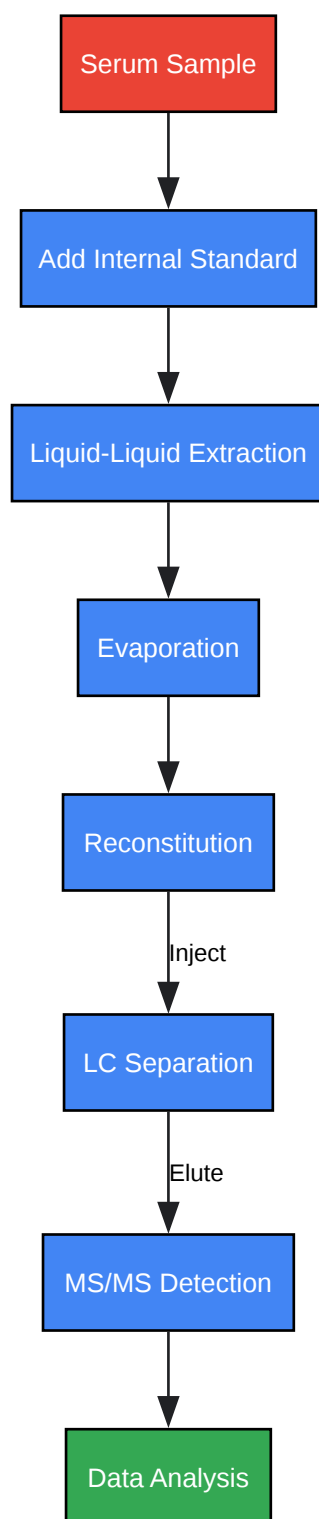 Serum Sample
Add Internal Standard
Liquid-Liquid Extraction
Evaporation
Reconstitution
Inject
LC Separation
Elute
MS/MS Detection
Data Analysis